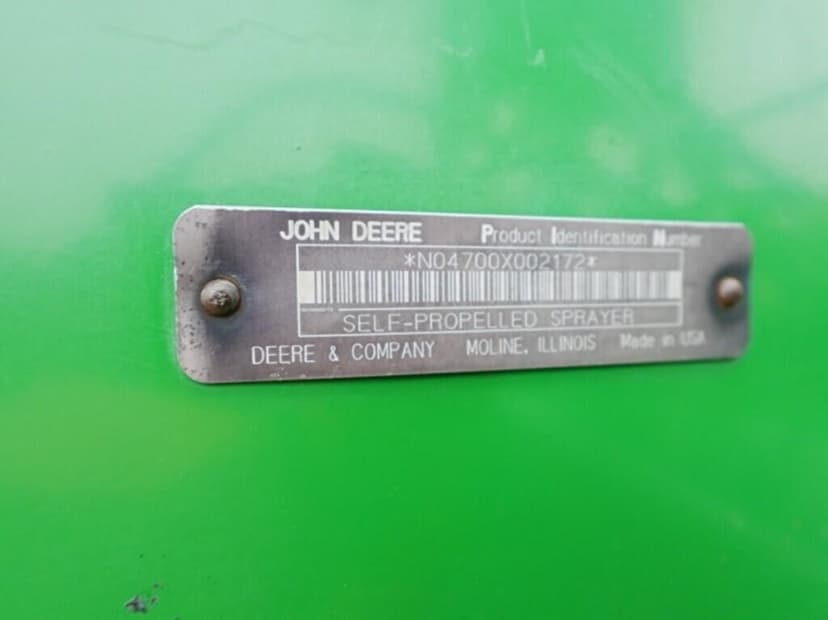 JOHN DEERE Product Identification Number
*N04700X002172*
SELF-PROPELLED SPRAYER
DEERE & COMPANY MOLINE, ILLINOIS Made in USA